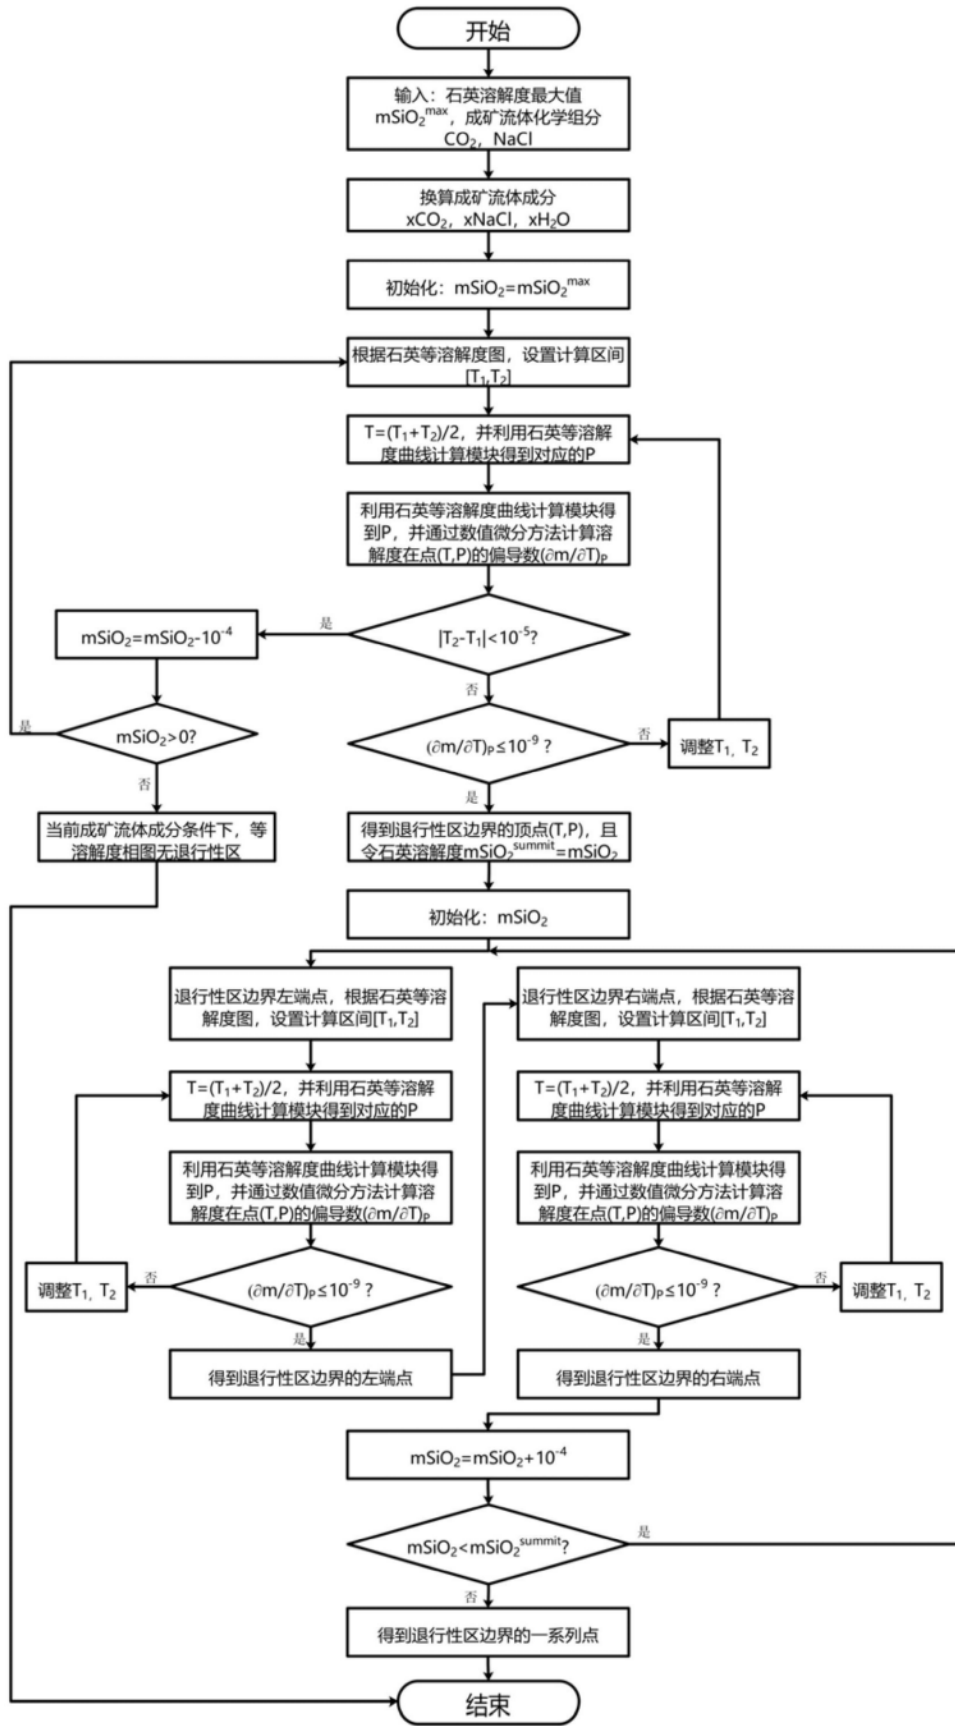 开始
输入：石英溶解度最大值
mSiO₂ᵐᵃˣ，成矿流体化学组分
CO₂，NaCl
换算成矿流体成分
xCO₂，xNaCl，xH₂O
初始化：mSiO₂=mSiO₂ᵐᵃˣ
根据石英等溶解度图，设置计算区间
[T₁,T₂]
T=(T₁+T₂)/2，并利用石英等溶解
度曲线计算模块得到对应的P
利用石英等溶解度曲线计算模块得
到P，并通过数值微分方法计算溶
解度在点(T,P)的偏导数(∂m/∂T)ₚ
|T₂-T₁|<10⁻⁵?
是
否
mSiO₂=mSiO₂-10⁻⁴
mSiO₂>0?
是
否
(∂m/∂T)ₚ≤10⁻⁹ ?
否
是
调整T₁，T₂
当前成矿流体成分条件下，等
溶解度相图无退行性区
得到退行性区边界的顶点(T,P)，且
令石英溶解度mSiO₂ˢᵘᵐᵐⁱᵗ=mSiO₂
初始化：mSiO₂
退行性区边界左端点，根据石英等溶
解度图，设置计算区间[T₁,T₂]
T=(T₁+T₂)/2，并利用石英等溶解
度曲线计算模块得到对应的P
利用石英等溶解度曲线计算模块得
到P，并通过数值微分方法计算溶
解度在点(T,P)的偏导数(∂m/∂T)ₚ
(∂m/∂T)ₚ≤10⁻⁹ ?
否
调整T₁，T₂
是
得到退行性区边界的左端点
退行性区边界右端点，根据石英等溶
解度图，设置计算区间[T₁,T₂]
T=(T₁+T₂)/2，并利用石英等溶解
度曲线计算模块得到对应的P
利用石英等溶解度曲线计算模块得
到P，并通过数值微分方法计算溶
解度在点(T,P)的偏导数(∂m/∂T)ₚ
(∂m/∂T)ₚ≤10⁻⁹ ?
否
调整T₁，T₂
是
得到退行性区边界的右端点
mSiO₂=mSiO₂+10⁻⁴
mSiO₂<mSiO₂ˢᵘᵐᵐⁱᵗ?
是
否
得到退行性区边界的一系列点
结束